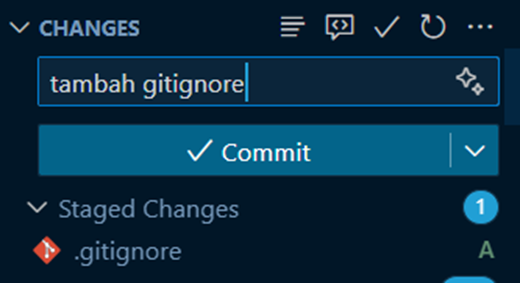 CHANGES
tambah gitignore
Commit
Staged Changes 1
.gitignore A